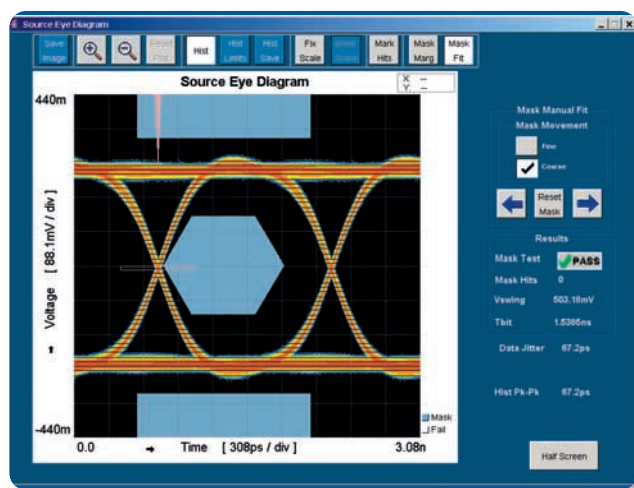 Source Eye Diagram
Save Image
Reset Plot
Hist
Hist Limits
Hist Save
Fix Scale
Mark Hits
Mask Marg
Mask Fit
Source Eye Diagram
X: --
Y: --
440m
Voltage [ 88.1mV / div ]
-440m
0.0
Time [ 308ps / div ]
3.08n
Mask
Fail
Mask Manual Fit
Mask Movement
Fine
Coarse
Reset Mask
Results
Mask Test
PASS
Mask Hits 0
Vswing 503.18mV
Tbit 1.5385ns
Data Jitter 67.2ps
Hist Pk-Pk 67.2ps
Half Screen